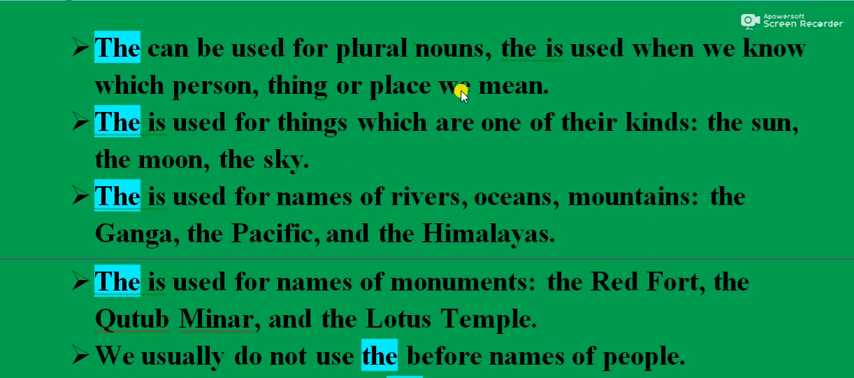 Apowersoft
Screen Recorder
The can be used for plural nouns, the is used when we know
which person, thing or place we mean.
The is used for things which are one of their kinds: the sun,
the moon, the sky.
The is used for names of rivers, oceans, mountains: the
Ganga, the Pacific, and the Himalayas.
The is used for names of monuments: the Red Fort, the
Qutub Minar, and the Lotus Temple.
We usually do not use the before names of people.